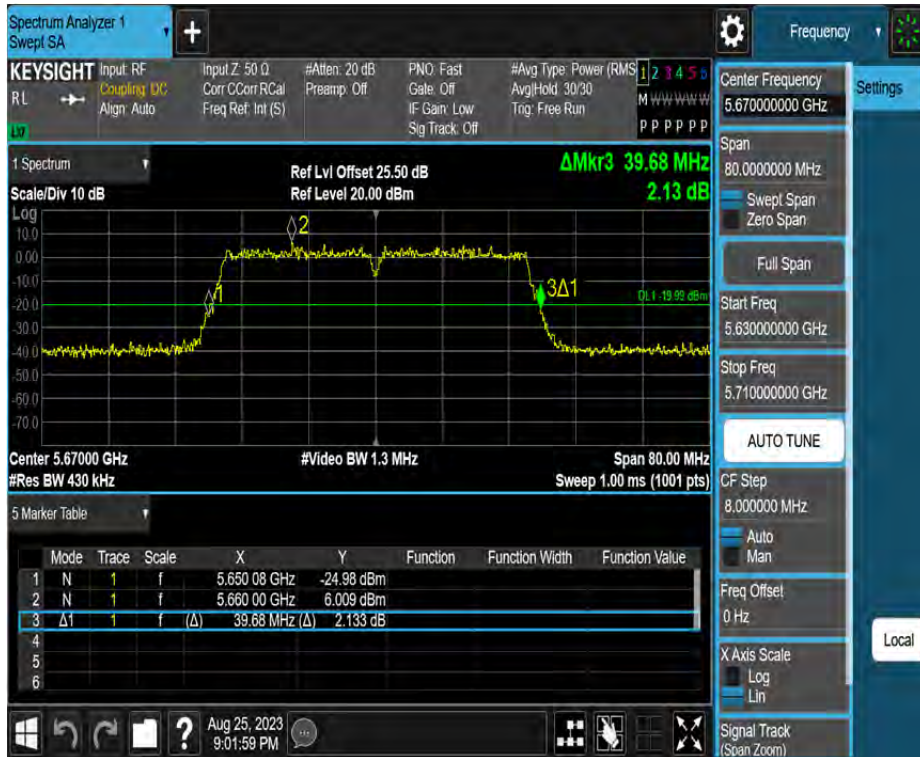 Spectrum Analyzer 1
Swept SA
Frequency
KEYSIGHT
RL
Input: RF
Coupling: DC
Align: Auto
Input Z: 50 Ω
Corr CCorr RCal
Freq Ref: Int (S)
#Atten: 20 dB
Preamp: Off
PNO: Fast
Gate: Off
IF Gain: Low
Sig Track: Off
#Avg Type: Power (RMS
Avg|Hold: 30/30
Trig: Free Run
1 2 3 4 5 6
M W W W W W
P P P P P P
LXI
1 Spectrum
Scale/Div 10 dB
Ref Lvl Offset 25.50 dB
Ref Level 20.00 dBm
ΔMkr3 39.68 MHz
2.13 dB
Log
10.0
0.00
-10.0
-20.0
-30.0
-40.0
-50.0
-60.0
-70.0
1
2
3Δ1
DL1 -19.99 dBm
Center 5.67000 GHz
#Res BW 430 kHz
#Video BW 1.3 MHz
Span 80.00 MHz
Sweep 1.00 ms (1001 pts)
5 Marker Table
Mode Trace Scale X Y Function Function Width Function Value
1 N 1 f 5.650 08 GHz -24.98 dBm
2 N 1 f 5.660 00 GHz 6.009 dBm
3 Δ1 1 f (Δ) 39.68 MHz (Δ) 2.133 dB
4
5
6
?
Aug 25, 2023
9:01:59 PM
Center Frequency
5.670000000 GHz
Span
80.0000000 MHz
Swept Span
Zero Span
Full Span
Start Freq
5.630000000 GHz
Stop Freq
5.710000000 GHz
AUTO TUNE
CF Step
8.000000 MHz
Auto
Man
Freq Offset
0 Hz
X Axis Scale
Log
Lin
Signal Track
(Span Zoom)
Settings
Local